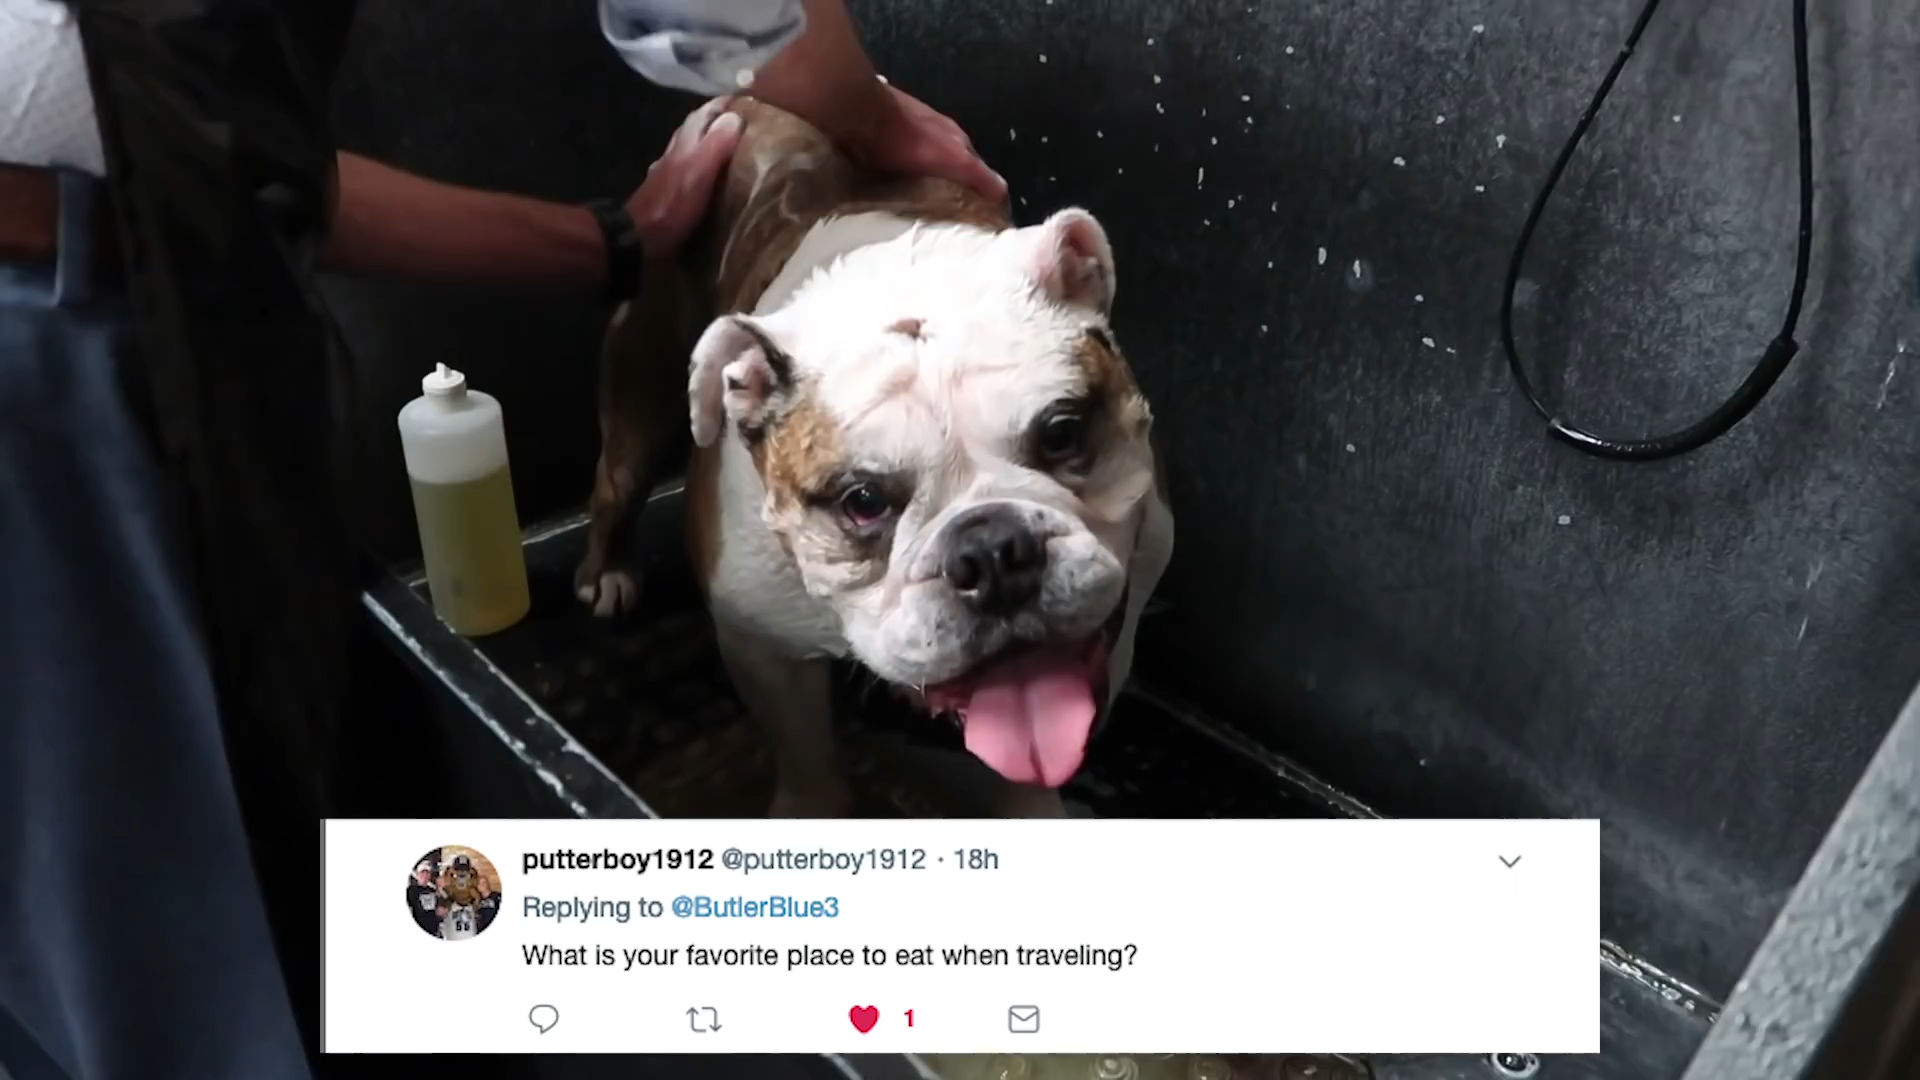 putterboy1912 @putterboy1912 · 18h
Replying to @ButlerBlue3
What is your favorite place to eat when traveling?
1